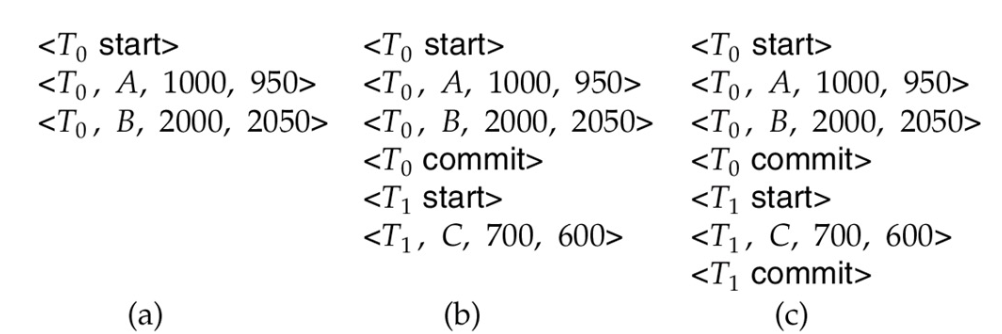 <T₀ start>
<T₀, A, 1000, 950>
<T₀, B, 2000, 2050>
(a)
<T₀ start>
<T₀, A, 1000, 950>
<T₀, B, 2000, 2050>
<T₀ commit>
<T₁ start>
<T₁, C, 700, 600>
(b)
<T₀ start>
<T₀, A, 1000, 950>
<T₀, B, 2000, 2050>
<T₀ commit>
<T₁ start>
<T₁, C, 700, 600>
<T₁ commit>
(c)